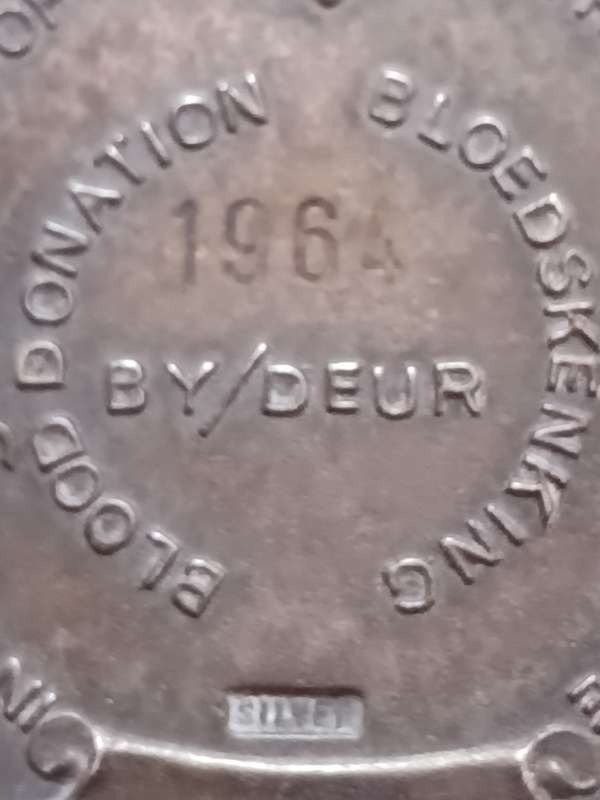 BLOOD DONATION
BLOEDSKENKING
1964
BY/DEUR
SILVER